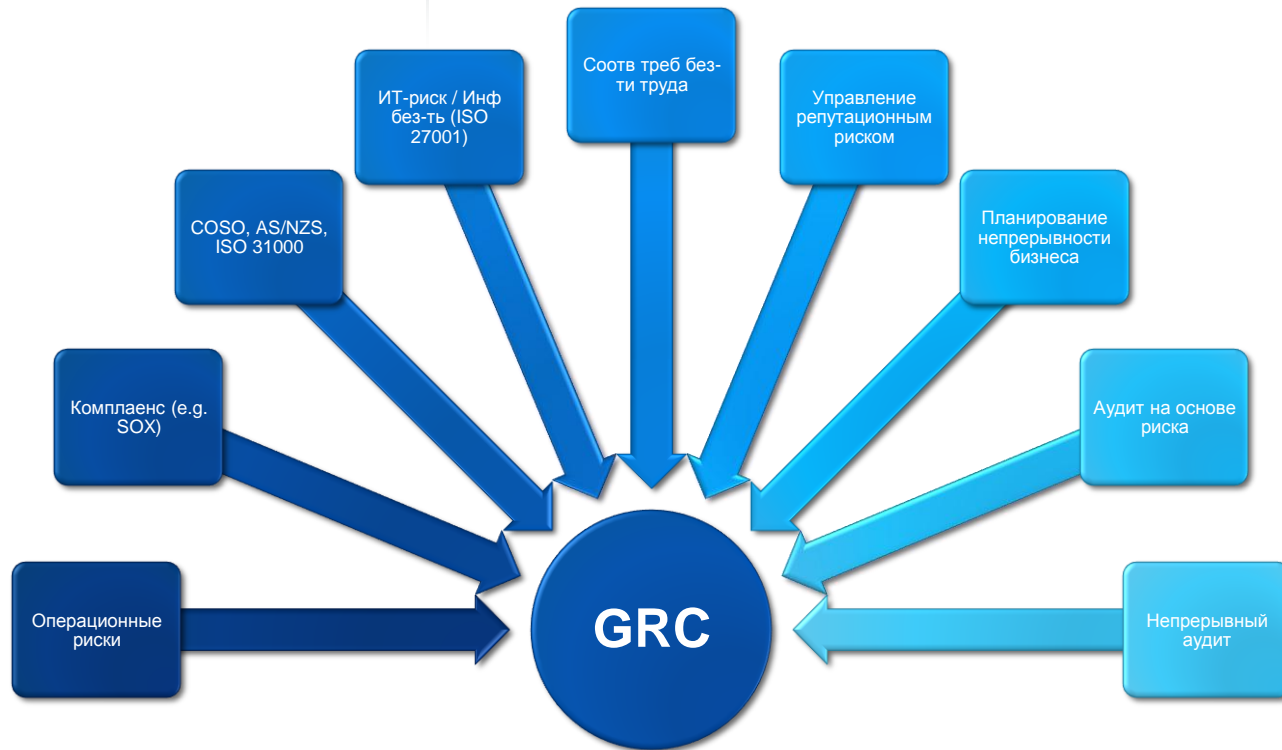 Соотв треб без-
ти труда
ИТ-риск / Инф
без-ть (ISO
27001)
Управление
репутационным
риском
COSO, AS/NZS,
ISO 31000
Планирование
непрерывности
бизнеса
Комплаенс (e.g.
SOX)
Аудит на основе
риска
Операционные
риски
GRC
Непрерывный
аудит